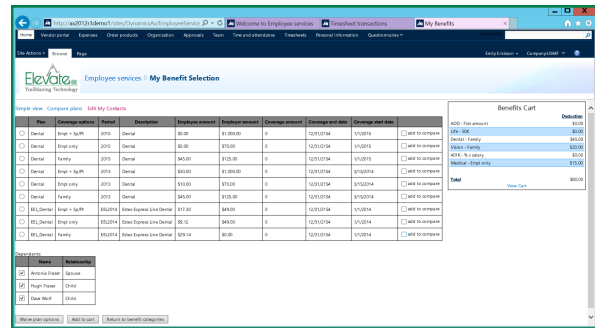 http://ax2012r3demo1/sites/DynamicsAx/EmployeeService
Welcome to Employee services
Timesheet transactions
My Benefits
Home Vendor portal Expenses Order products Organization Approvals Team Time and attendance Timesheets Personal information Questionnaires
Site Actions Browse Page
Emily Erickson CompanyUSMF
Elevate HR
Trailblazing Technology
Employee services > My Benefit Selection
Simple view Compare plans Edit My Contacts
Plan Coverage options Period Description Employee amount Employer amount Coverage amount Coverage end date Coverage start date
Dental Empl + Sp/Pt 2015 Dental $0.00 $1,000.00 0 12/31/2154 1/1/2015 add to compare
Dental Empl only 2015 Dental $0.00 $70.00 0 12/31/2154 1/1/2015 add to compare
Dental Family 2015 Dental $45.00 $125.00 0 12/31/2154 1/1/2015 add to compare
Dental Empl + Sp/Pt 2013 Dental $30.00 $1,000.00 0 12/31/2154 3/15/2014 add to compare
Dental Empl only 2013 Dental $10.00 $70.00 0 12/31/2154 3/15/2014 add to compare
Dental Family 2013 Dental $45.00 $125.00 0 12/31/2154 3/15/2014 add to compare
EEL_Dental Empl + Sp/Pt EEL2014 Estes Express Line Dental $17.30 $49.00 0 12/31/2154 1/1/2014 add to compare
EEL_Dental Empl only EEL2014 Estes Express Line Dental $9.12 $49.00 0 12/31/2154 1/1/2014 add to compare
EEL_Dental Family EEL2014 Estes Express Line Dental $29.14 $0.00 0 12/31/2154 1/1/2014 add to compare
Benefits Cart
Deduction
ADD - Flat amount $0.00
Life - 50K $0.00
Dental - Family $45.00
Vision - Family $20.00
401K - % x salary $0.00
Medical - Empl only $15.00
Total $80.00
View Cart
Dependents
Name Relationship
Antonia Fraser Spouse
Hugh Fraser Child
Dave Wolf Child
Waive plan options Add to cart Return to benefit categories